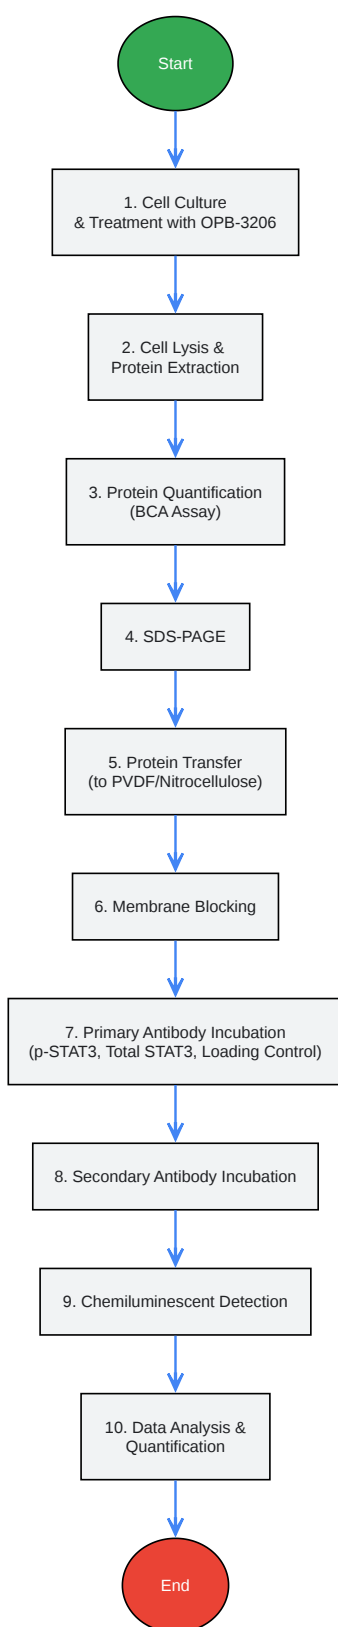 Start
1. Cell Culture
& Treatment with OPB-3206
2. Cell Lysis &
Protein Extraction
3. Protein Quantification
(BCA Assay)
4. SDS-PAGE
5. Protein Transfer
(to PVDF/Nitrocellulose)
6. Membrane Blocking
7. Primary Antibody Incubation
(p-STAT3, Total STAT3, Loading Control)
8. Secondary Antibody Incubation
9. Chemiluminescent Detection
10. Data Analysis &
Quantification
End